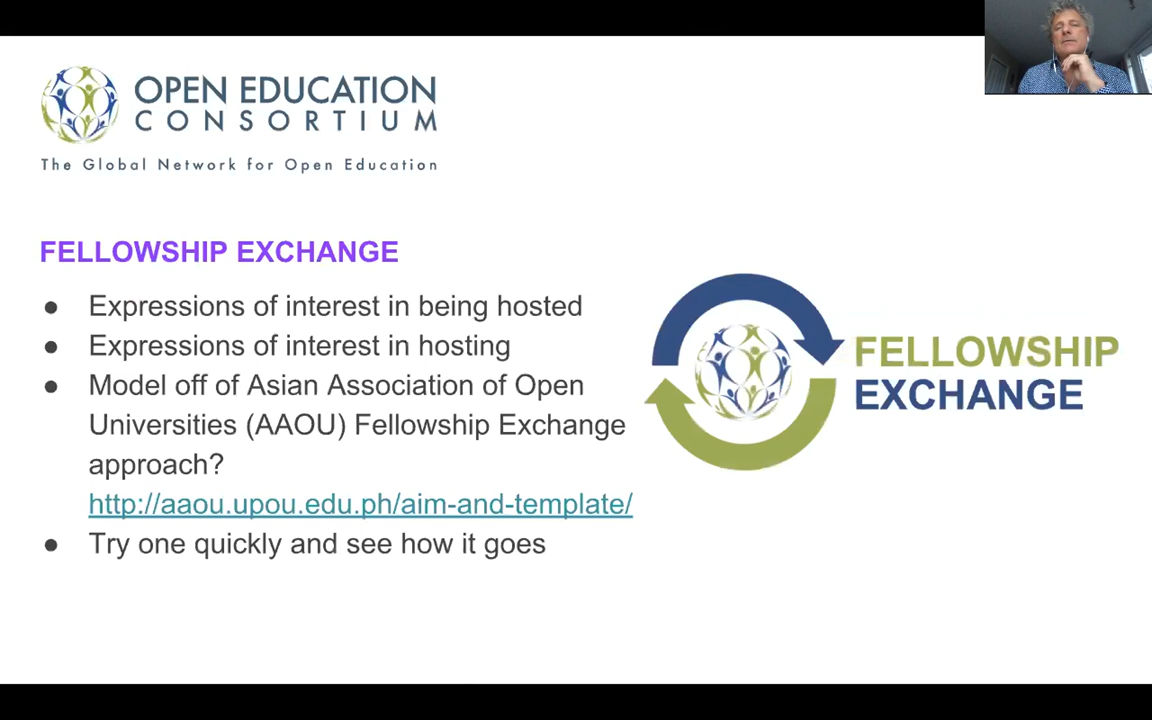 OPEN EDUCATION
CONSORTIUM
The Global Network for Open Education
FELLOWSHIP EXCHANGE
● Expressions of interest in being hosted
● Expressions of interest in hosting
● Model off of Asian Association of Open
Universities (AAOU) Fellowship Exchange
approach?
http://aaou.upou.edu.ph/aim-and-template/
● Try one quickly and see how it goes
FELLOWSHIP
EXCHANGE